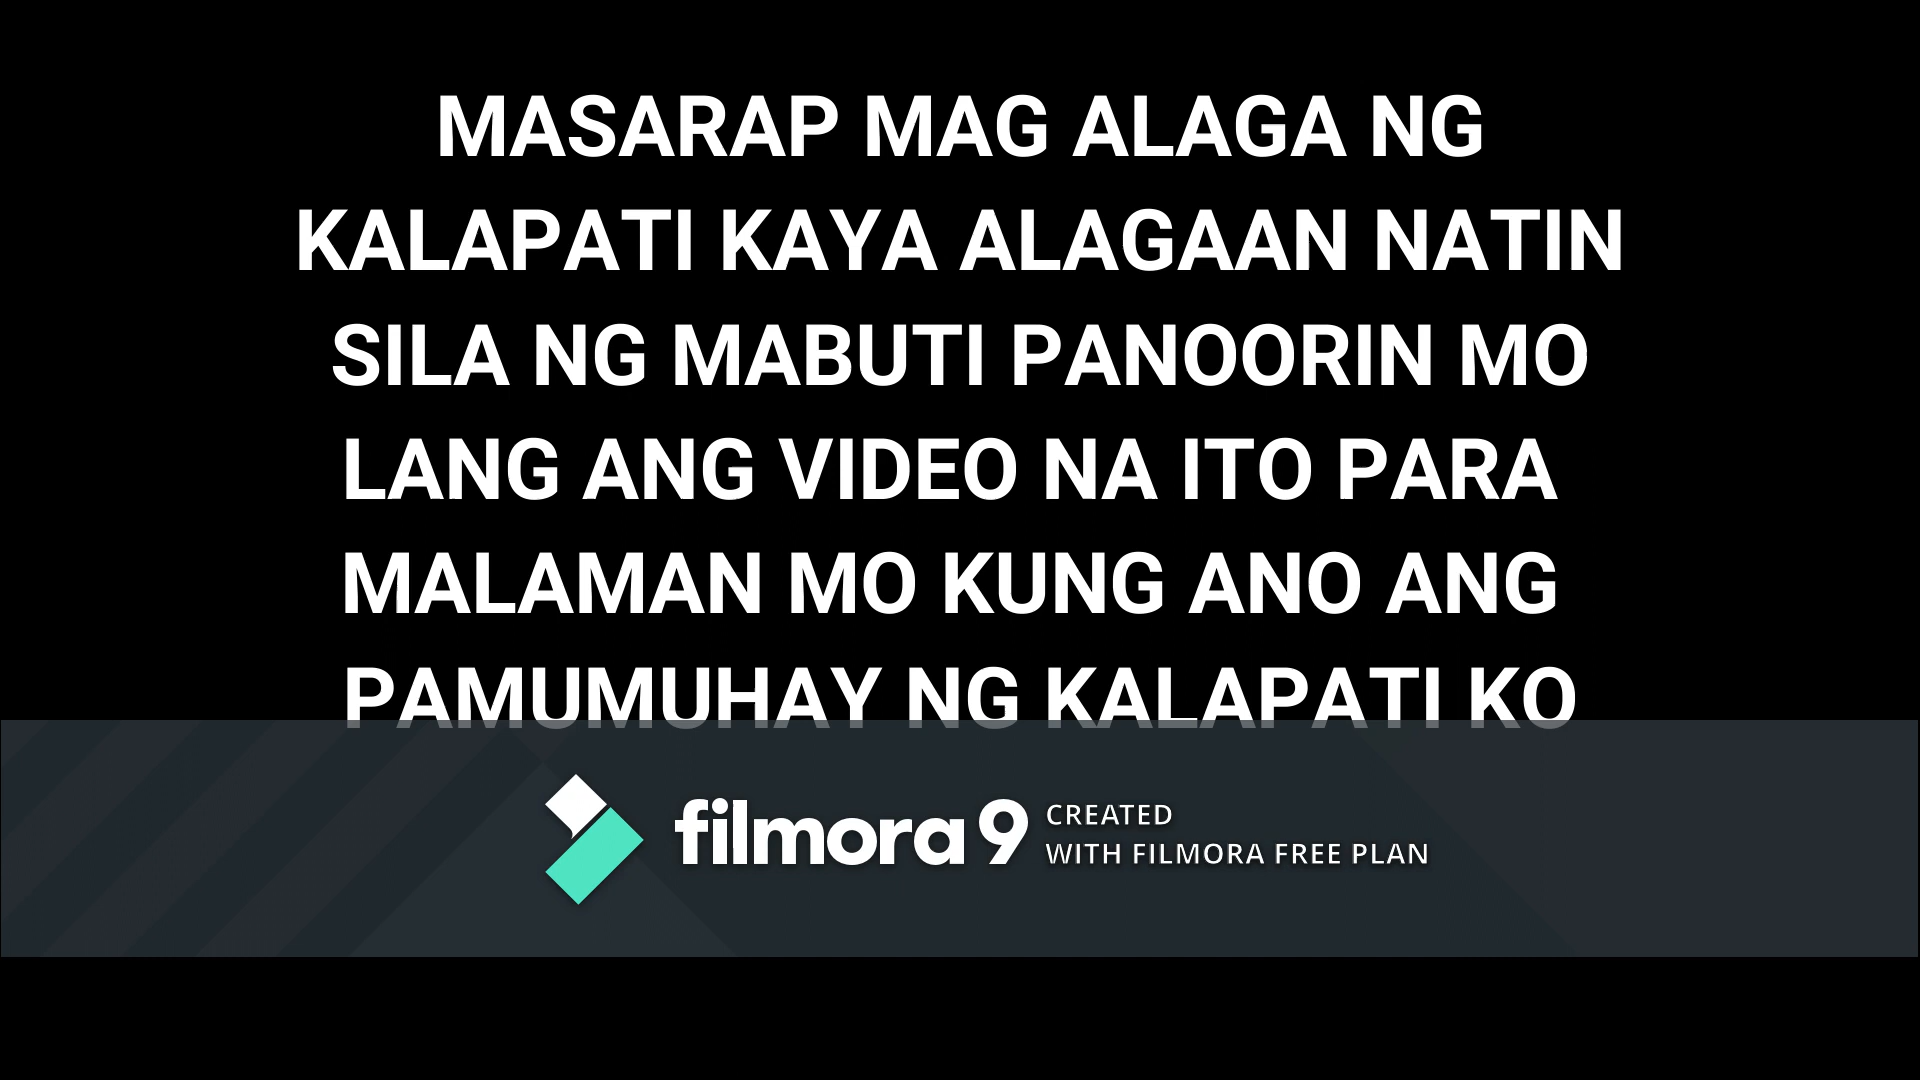 MASARAP MAG ALAGA NG
KALAPATI KAYA ALAGAAN NATIN
SILA NG MABUTI PANOORIN MO
LANG ANG VIDEO NA ITO PARA
MALAMAN MO KUNG ANO ANG
PAMUMUHAY NG KALAPATI KO
filmora 9 CREATED
WITH FILMORA FREE PLAN